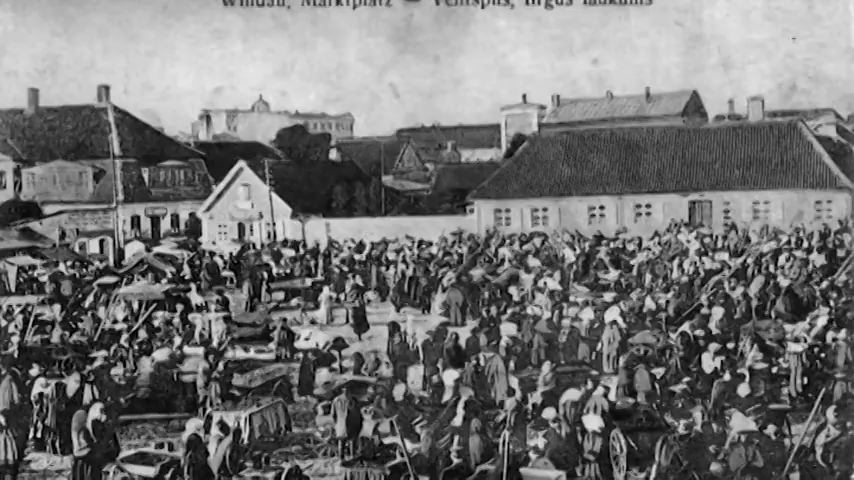 Windau, Marktplatz — Ventspils, tirgus laukums